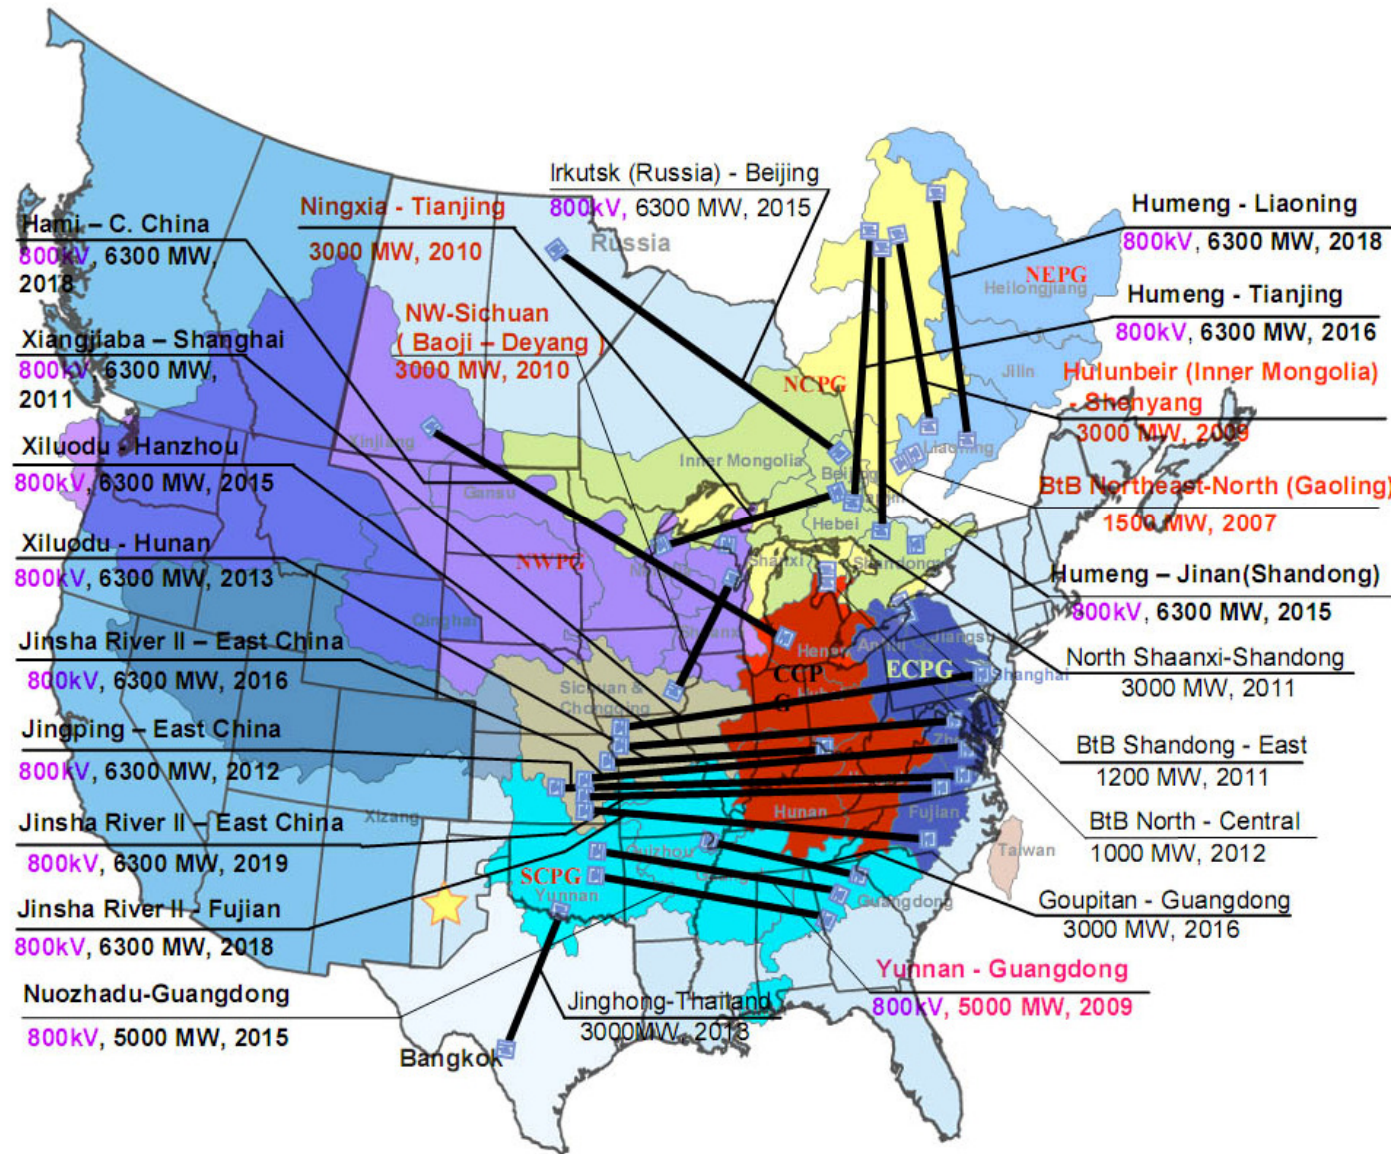 Hami – C. China
800kV, 6300 MW,
2018
Xiangjiaba – Shanghai
800kV, 6300 MW,
2011
Xiluodu - Hanzhou
800kV, 6300 MW, 2015
Xiluodu - Hunan
800kV, 6300 MW, 2013
Jinsha River II – East China
800kV, 6300 MW, 2016
Jingping – East China
800kV, 6300 MW, 2012
Jinsha River II – East China
800kV, 6300 MW, 2019
Jinsha River II - Fujian
800kV, 6300 MW, 2018
Nuozhadu-Guangdong
800kV, 5000 MW, 2015
Ningxia - Tianjing
3000 MW, 2010
NW-Sichuan
( Baoji – Deyang )
3000 MW, 2010
Irkutsk (Russia) - Beijing
800kV, 6300 MW, 2015
Russia
Humeng - Liaoning
800kV, 6300 MW, 2018
Humeng - Tianjing
800kV, 6300 MW, 2016
Hulunbeir (Inner Mongolia)
- Shenyang
3000 MW, 2009
BtB Northeast-North (Gaoling)
1500 MW, 2007
Humeng – Jinan(Shandong)
800kV, 6300 MW, 2015
North Shaanxi-Shandong
3000 MW, 2011
BtB Shandong - East
1200 MW, 2011
BtB North - Central
1000 MW, 2012
Goupitan - Guangdong
3000 MW, 2016
Yunnan - Guangdong
800kV, 5000 MW, 2009
Jinghong-Thailand
3000MW, 2013
Bangkok
NEPG
Heilongjiang
Jilin
Liaoning
NCPG
Inner Mongolia
Beijing
Hebei
Shanxi
Shandong
Xinjiang
Gansu
NWPG
Qinghai
Shaanxi
Sichuan &
Chongqing
Xizang
CCP
G
Henan
Hunan
ECPG
Anhui
Jiangsu
Shanghai
Fujian
Taiwan
SCPG
Yunnan
Guizhou
Guangdong